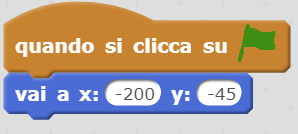 quando si clicca su
vai a x: -200 y: -45